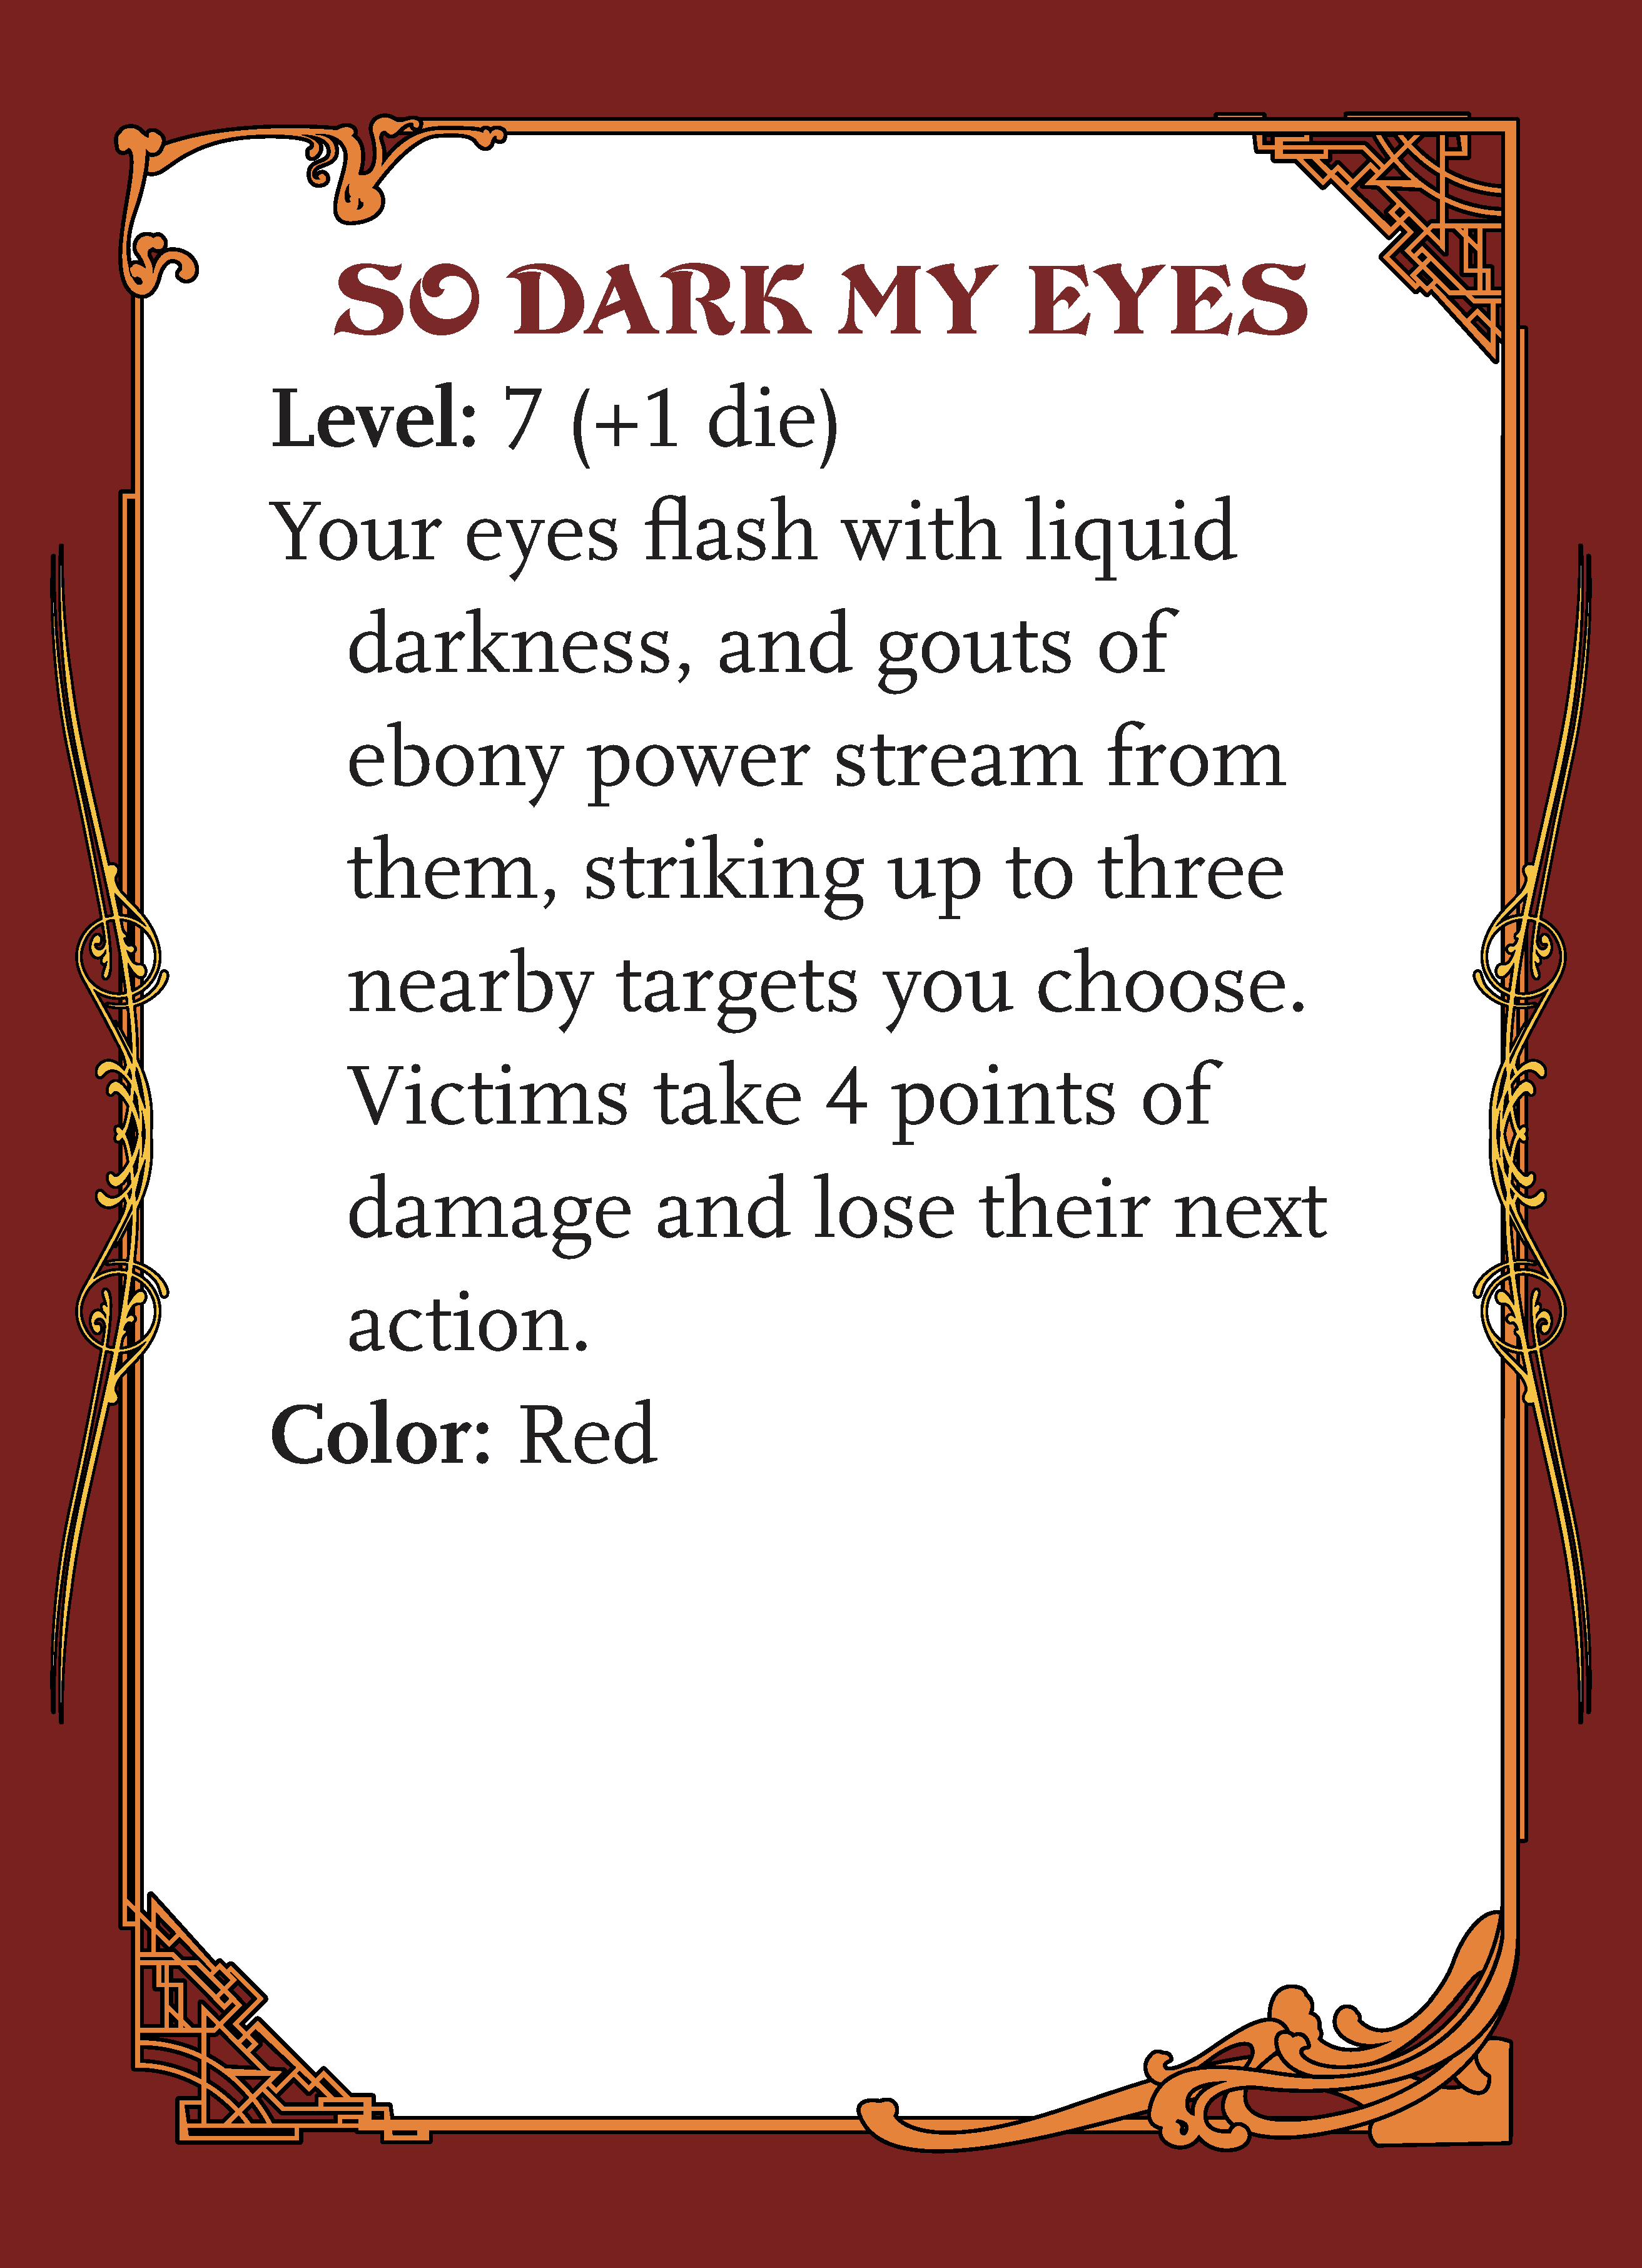 SO DARK MY EYES
Level: 7 (+1 die)
Your eyes flash with liquid
darkness, and gouts of
ebony power stream from
them, striking up to three
nearby targets you choose.
Victims take 4 points of
damage and lose their next
action.
Color: Red